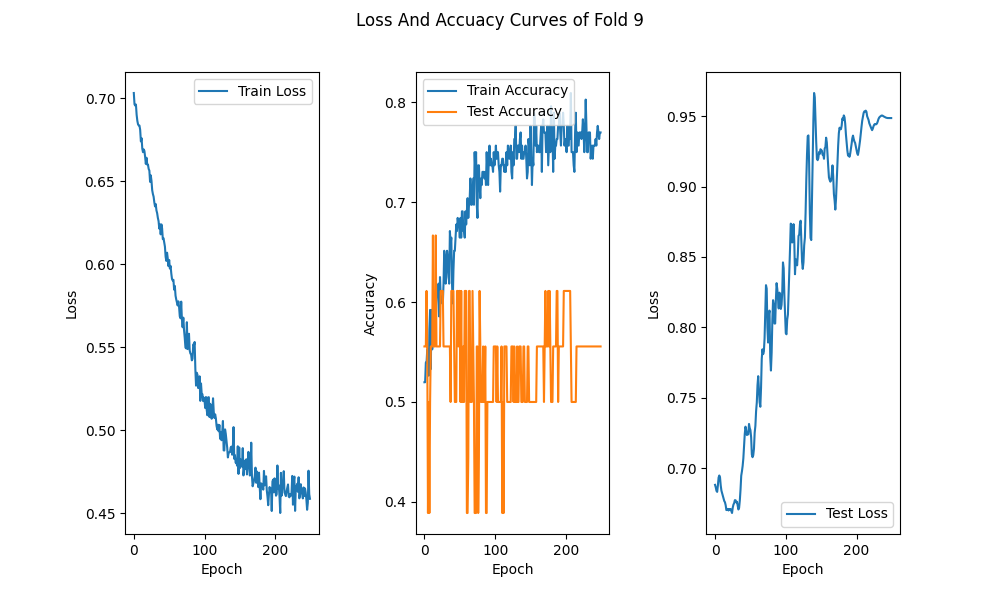 Loss And Accuacy Curves of Fold 9
Train Loss
0.70
0.65
0.60
0.55
0.50
0.45
Loss
0
100
200
Epoch
Train Accuracy
Test Accuracy
0.8
0.7
0.6
0.5
0.4
Accuracy
0
100
200
Epoch
0.95
0.90
0.85
0.80
0.75
0.70
Loss
Test Loss
0
100
200
Epoch